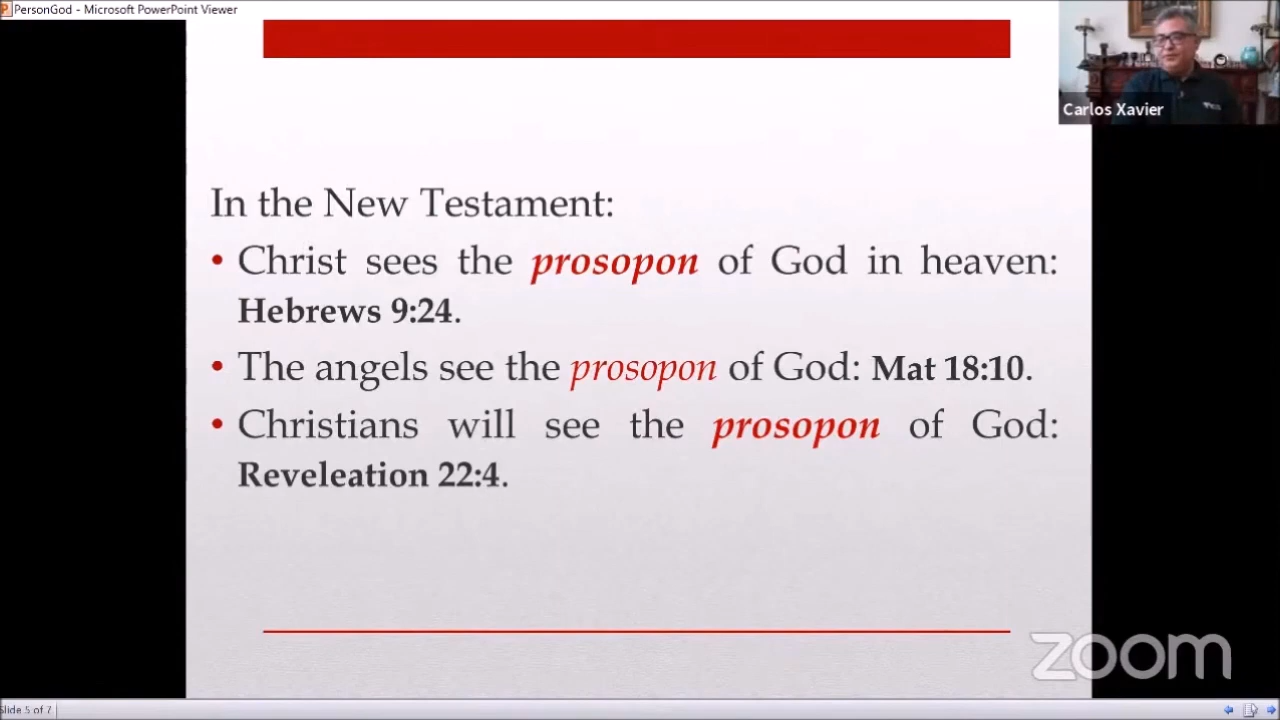 PersonGod - Microsoft PowerPoint Viewer
Carlos Xavier
In the New Testament:
• Christ sees the prosopon of God in heaven:
Hebrews 9:24.
• The angels see the prosopon of God: Mat 18:10.
• Christians will see the prosopon of God:
Reveleation 22:4.
zoom
Slide 5 of 7